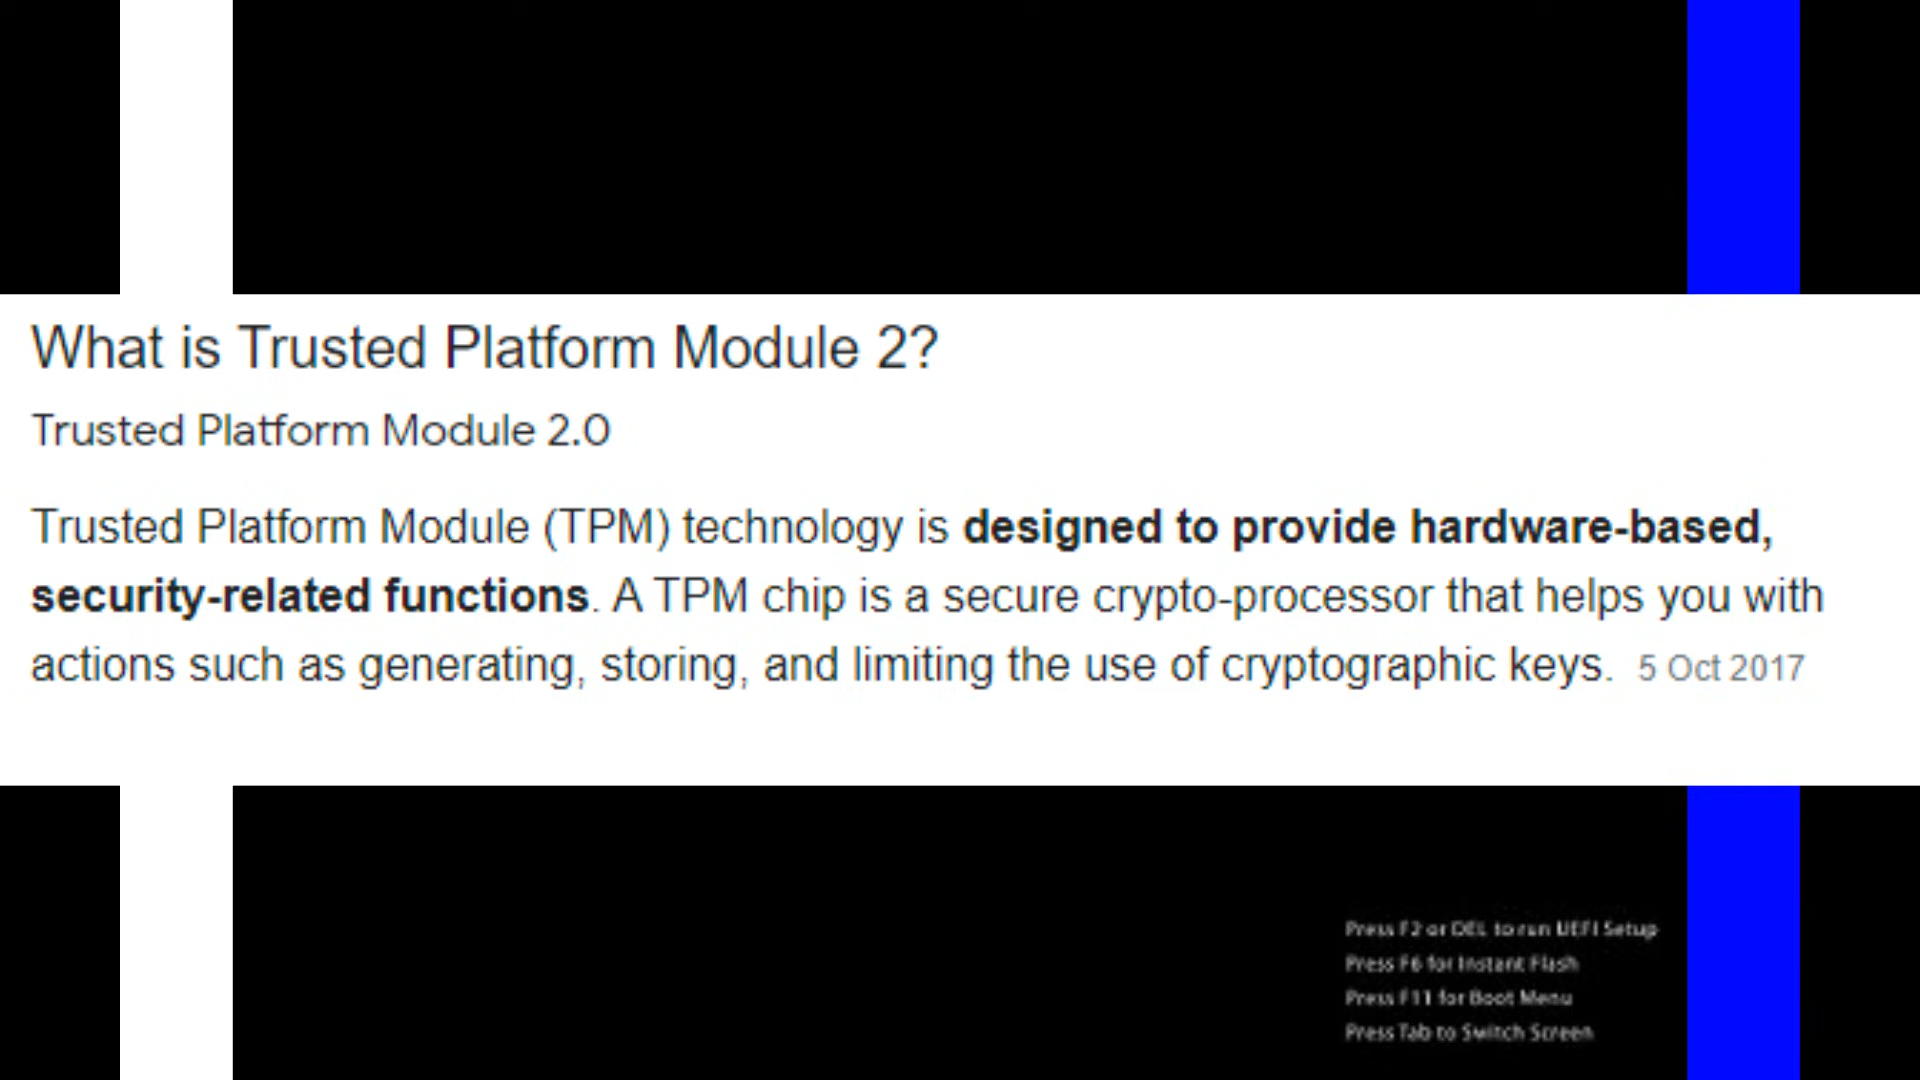 What is Trusted Platform Module 2?
Trusted Platform Module 2.0
Trusted Platform Module (TPM) technology is designed to provide hardware-based,
security-related functions. A TPM chip is a secure crypto-processor that helps you with
actions such as generating, storing, and limiting the use of cryptographic keys. 5 Oct 2017
Press F2 or DEL to run UEFI Setup
Press F6 for Instant Flash
Press F11 for Boot Menu
Press Tab to Switch Screen